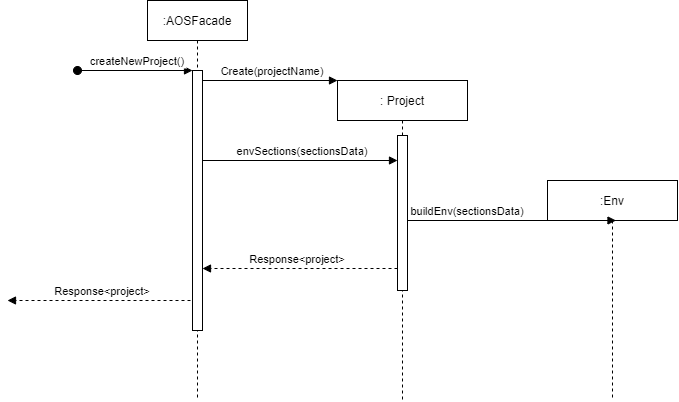 :AOSFacade
createNewProject()
Create(projectName)
: Project
envSections(sectionsData)
:Env
buildEnv(sectionsData)
Response<project>
Response<project>